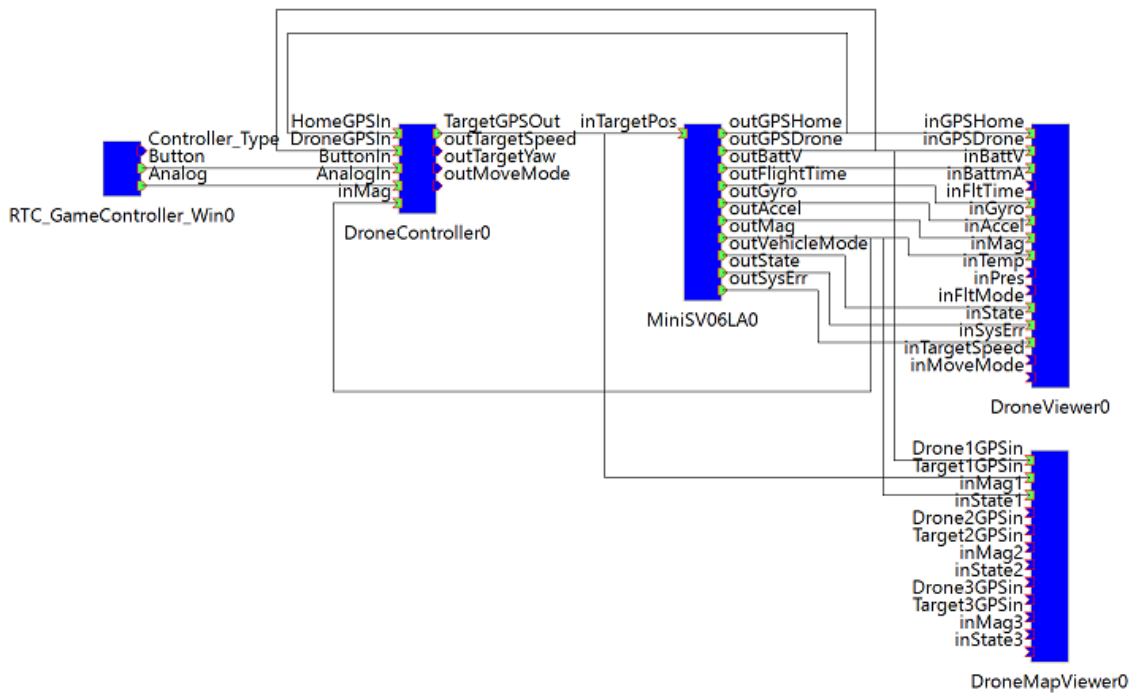 Controller_Type
Button
Analog
RTC_GameController_Win0
HomeGPSIn
DroneGPSIn
ButtonIn
AnalogIn
inMag
TargetGPSOut
outTargetSpeed
outTargetYaw
outMoveMode
DroneController0
inTargetPos
outGPSHome
outGPSDrone
outBattV
outFlightTime
outGyro
outAccel
outMag
outVehicleMode
outState
outSysErr
MiniSV06LA0
inGPSHome
inGPSDrone
inBattV
inBattmA
inFltTime
inGyro
inAccel
inMag
inTemp
inPres
inFltMode
inState
inSysErr
inTargetSpeed
inMoveMode
DroneViewer0
Drone1GPSin
Target1GPSin
inMag1
inState1
Drone2GPSin
Target2GPSin
inMag2
inState2
Drone3GPSin
Target3GPSin
inMag3
inState3
DroneMapViewer0